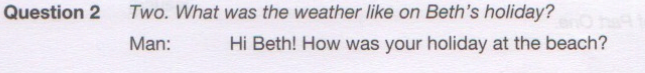 Question 2 Two. What was the weather like on Beth's holiday?
Man: Hi Beth! How was your holiday at the beach?